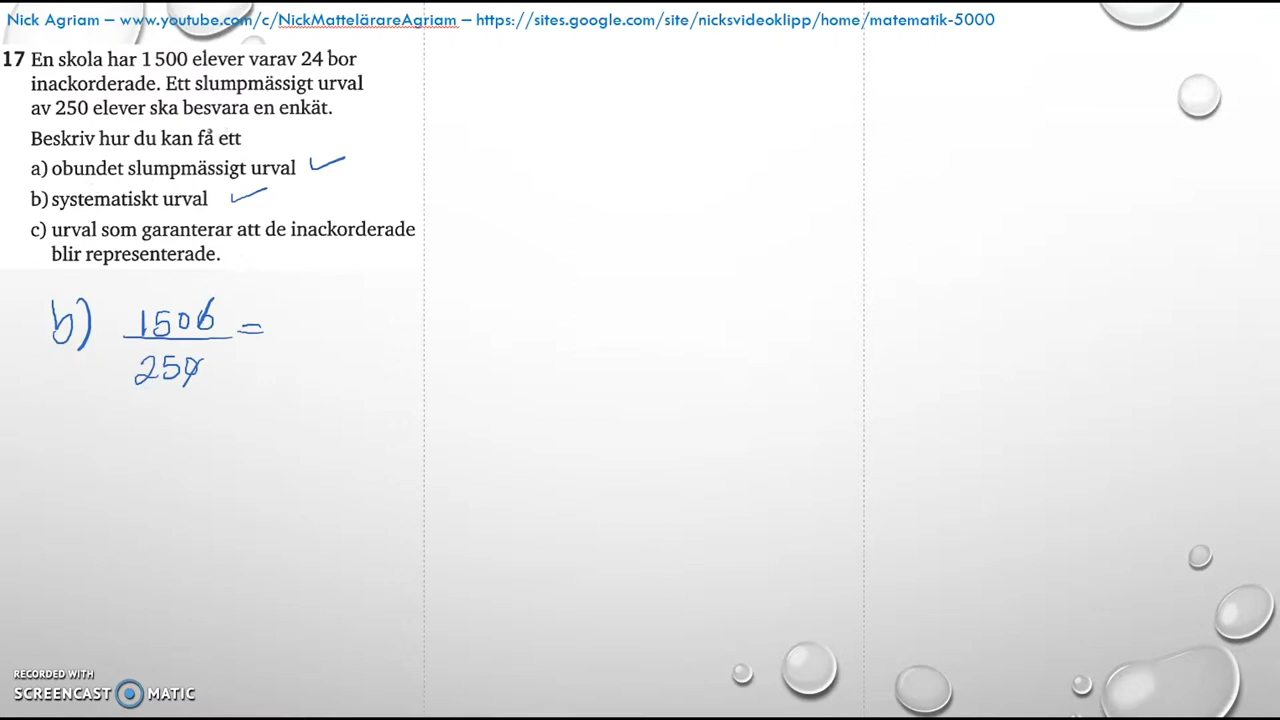 Nick Agriam – www.youtube.com/c/NickMattelärareAgriam – https://sites.google.com/site/nicksvideoklipp/home/matematik-5000
17 En skola har 1 500 elever varav 24 bor
inackorderade. Ett slumpmässigt urval
av 250 elever ska besvara en enkät.
Beskriv hur du kan få ett
a) obundet slumpmässigt urval
b) systematiskt urval
c) urval som garanterar att de inackorderade
blir representerade.
b) 1500 =
250
RECORDED WITH
SCREENCAST MATIC